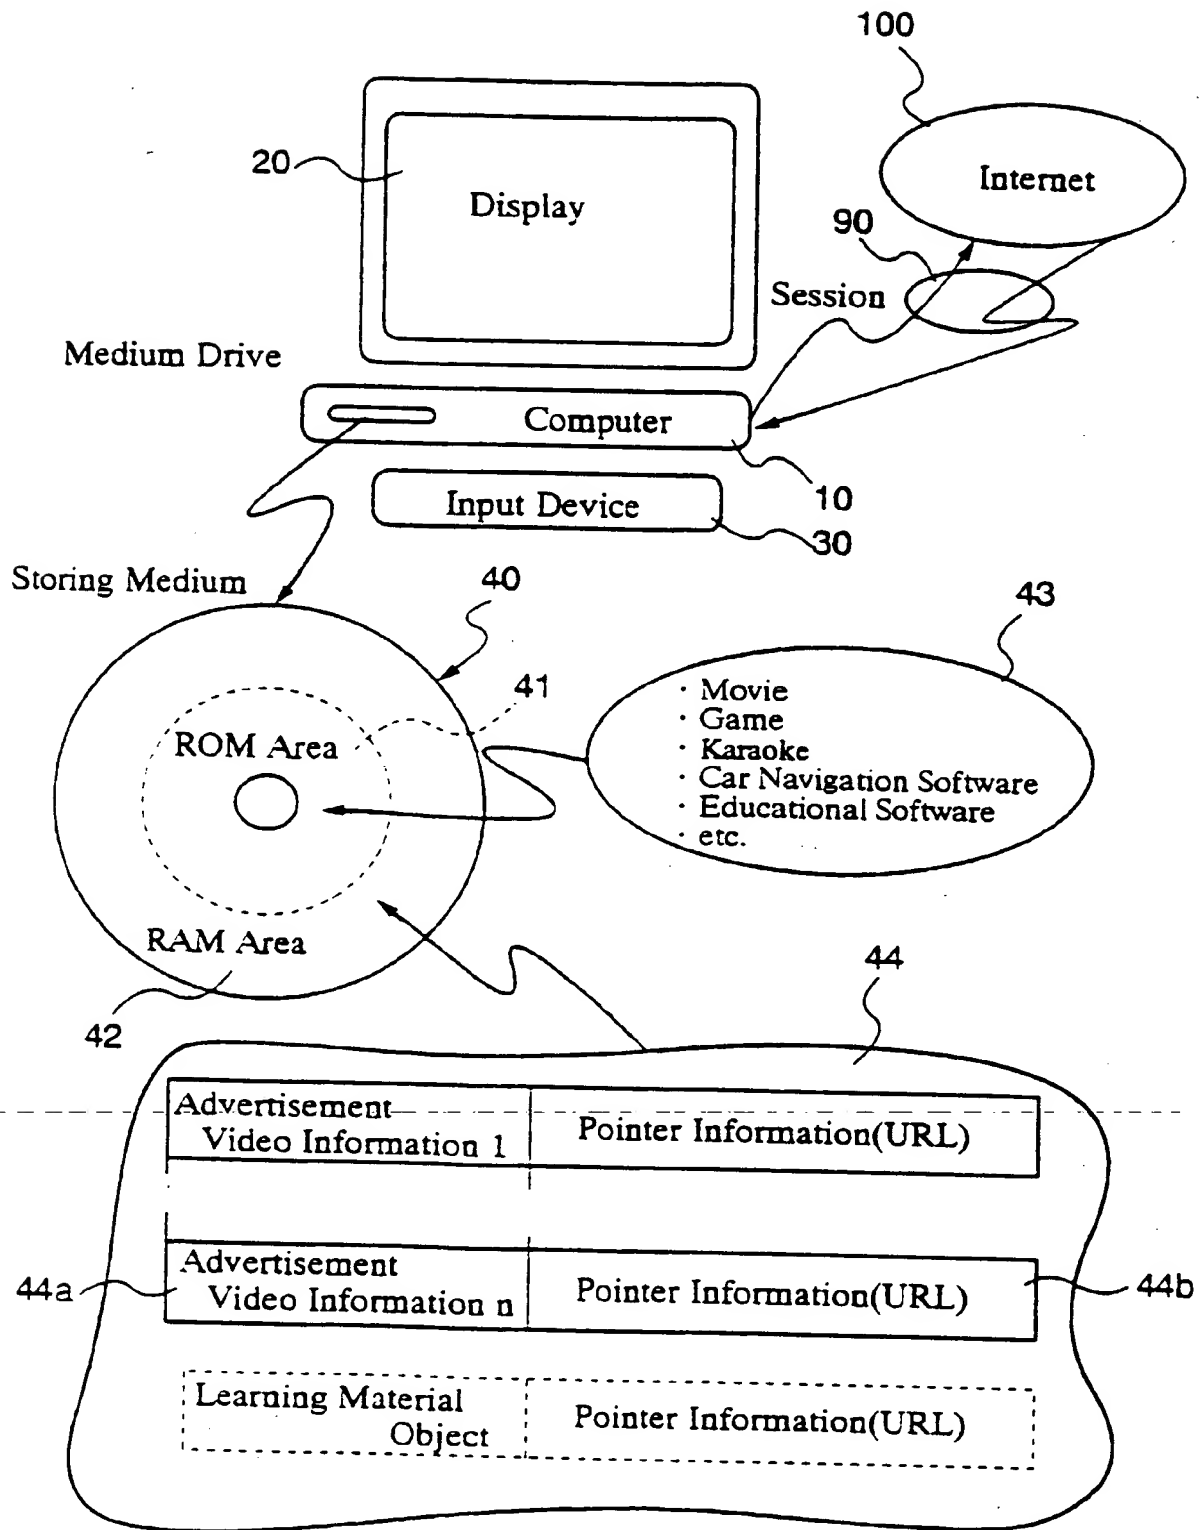 100
20
Display
Internet
90
Session
Medium Drive
Computer
10
Input Device
30
Storing Medium
40
43
41
ROM Area
· Movie
· Game
· Karaoke
· Car Navigation Software
· Educational Software
· etc.
RAM Area
42
44
Advertisement
Video Information 1
Pointer Information(URL)
Advertisement
Video Information n
Pointer Information(URL)
44a
44b
Learning Material
Object
Pointer Information(URL)